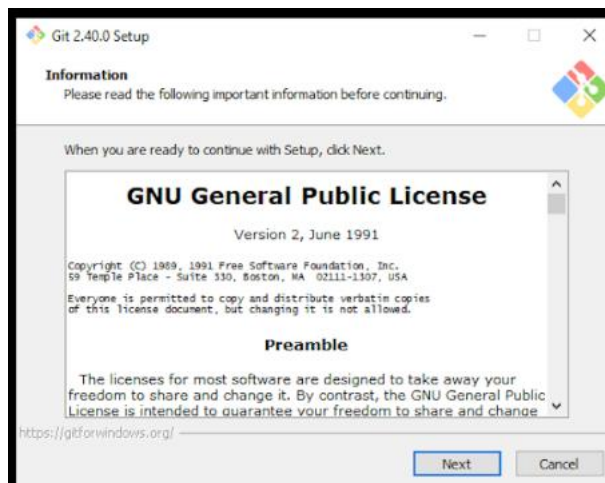 Git 2.40.0 Setup
Information
Please read the following important information before continuing.
When you are ready to continue with Setup, click Next.
GNU General Public License
Version 2, June 1991
Copyright (C) 1989, 1991 Free Software Foundation, Inc.
59 Temple Place - Suite 330, Boston, MA 02111-1307, USA
Everyone is permitted to copy and distribute verbatim copies
of this license document, but changing it is not allowed.
Preamble
The licenses for most software are designed to take away your
freedom to share and change it. By contrast, the GNU General Public
License is intended to guarantee your freedom to share and change
https://gitforwindows.org/
Next Cancel